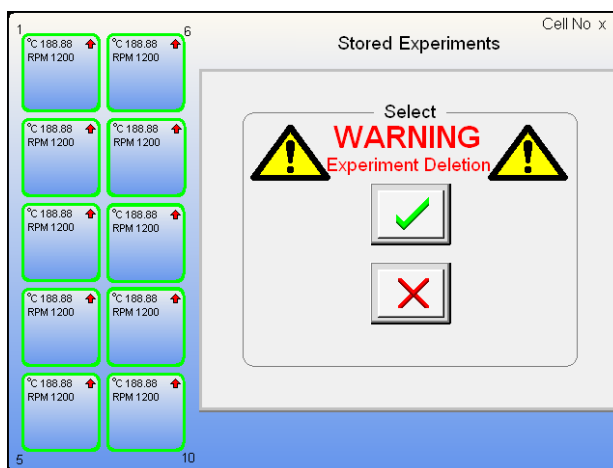 1
6
°C 188.88
RPM 1200
°C 188.88
RPM 1200
°C 188.88
RPM 1200
°C 188.88
RPM 1200
°C 188.88
RPM 1200
°C 188.88
RPM 1200
°C 188.88
RPM 1200
°C 188.88
RPM 1200
°C 188.88
RPM 1200
°C 188.88
RPM 1200
5
10
Cell No x
Stored Experiments
Select
WARNING
Experiment Deletion